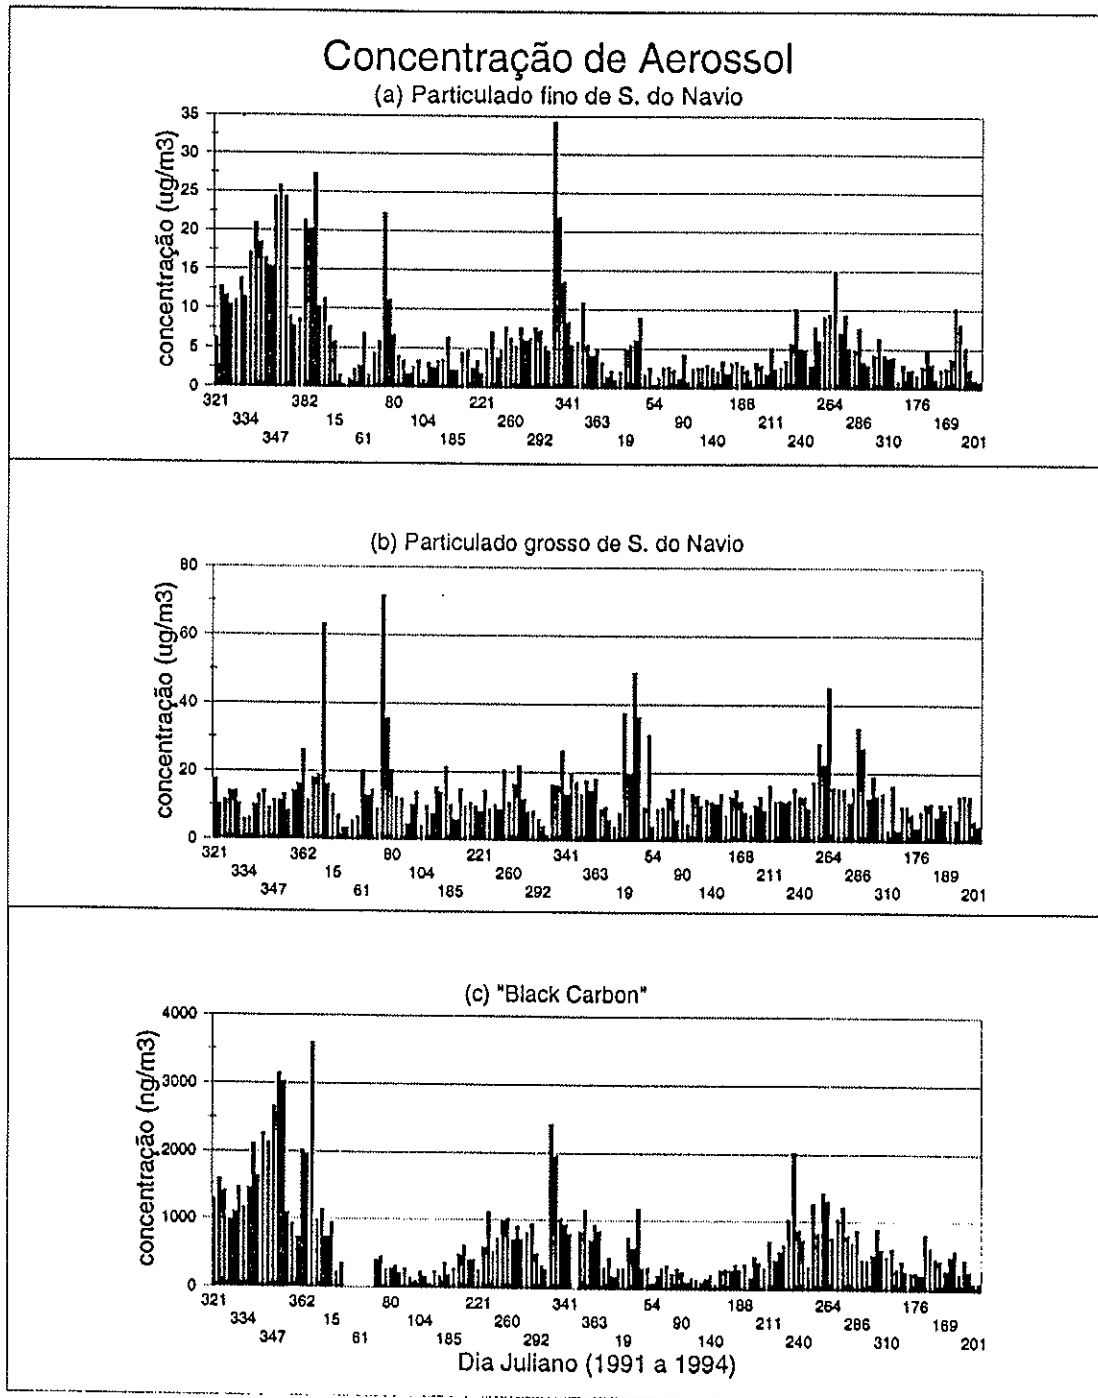 Concentração de Aerossol
(a) Particulado fino de S. do Navio
concentração (ug/m3)
35
30
25
20
15
10
5
0
321 382 80 221 341 54 188 264 176
334 15 104 260 363 90 211 286 169
347 61 185 292 19 140 240 310 201
(b) Particulado grosso de S. do Navio
concentração (ug/m3)
80
60
40
20
0
321 362 80 221 341 54 168 264 176
334 15 104 260 363 90 211 286 189
347 61 185 292 19 140 240 310 201
(c) "Black Carbon"
concentração (ng/m3)
4000
3000
2000
1000
0
321 362 80 221 341 54 188 264 176
334 15 104 260 363 90 211 286 169
347 61 185 292 19 140 240 310 201
Dia Juliano (1991 a 1994)